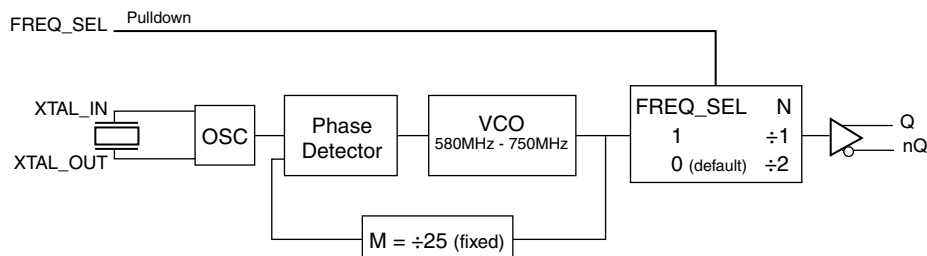 FREQ_SEL Pulldown
XTAL_IN
XTAL_OUT
OSC
Phase
Detector
VCO
580MHz - 750MHz
FREQ_SEL N
1 ÷1
0 (default) ÷2
Q
nQ
M = ÷25 (fixed)